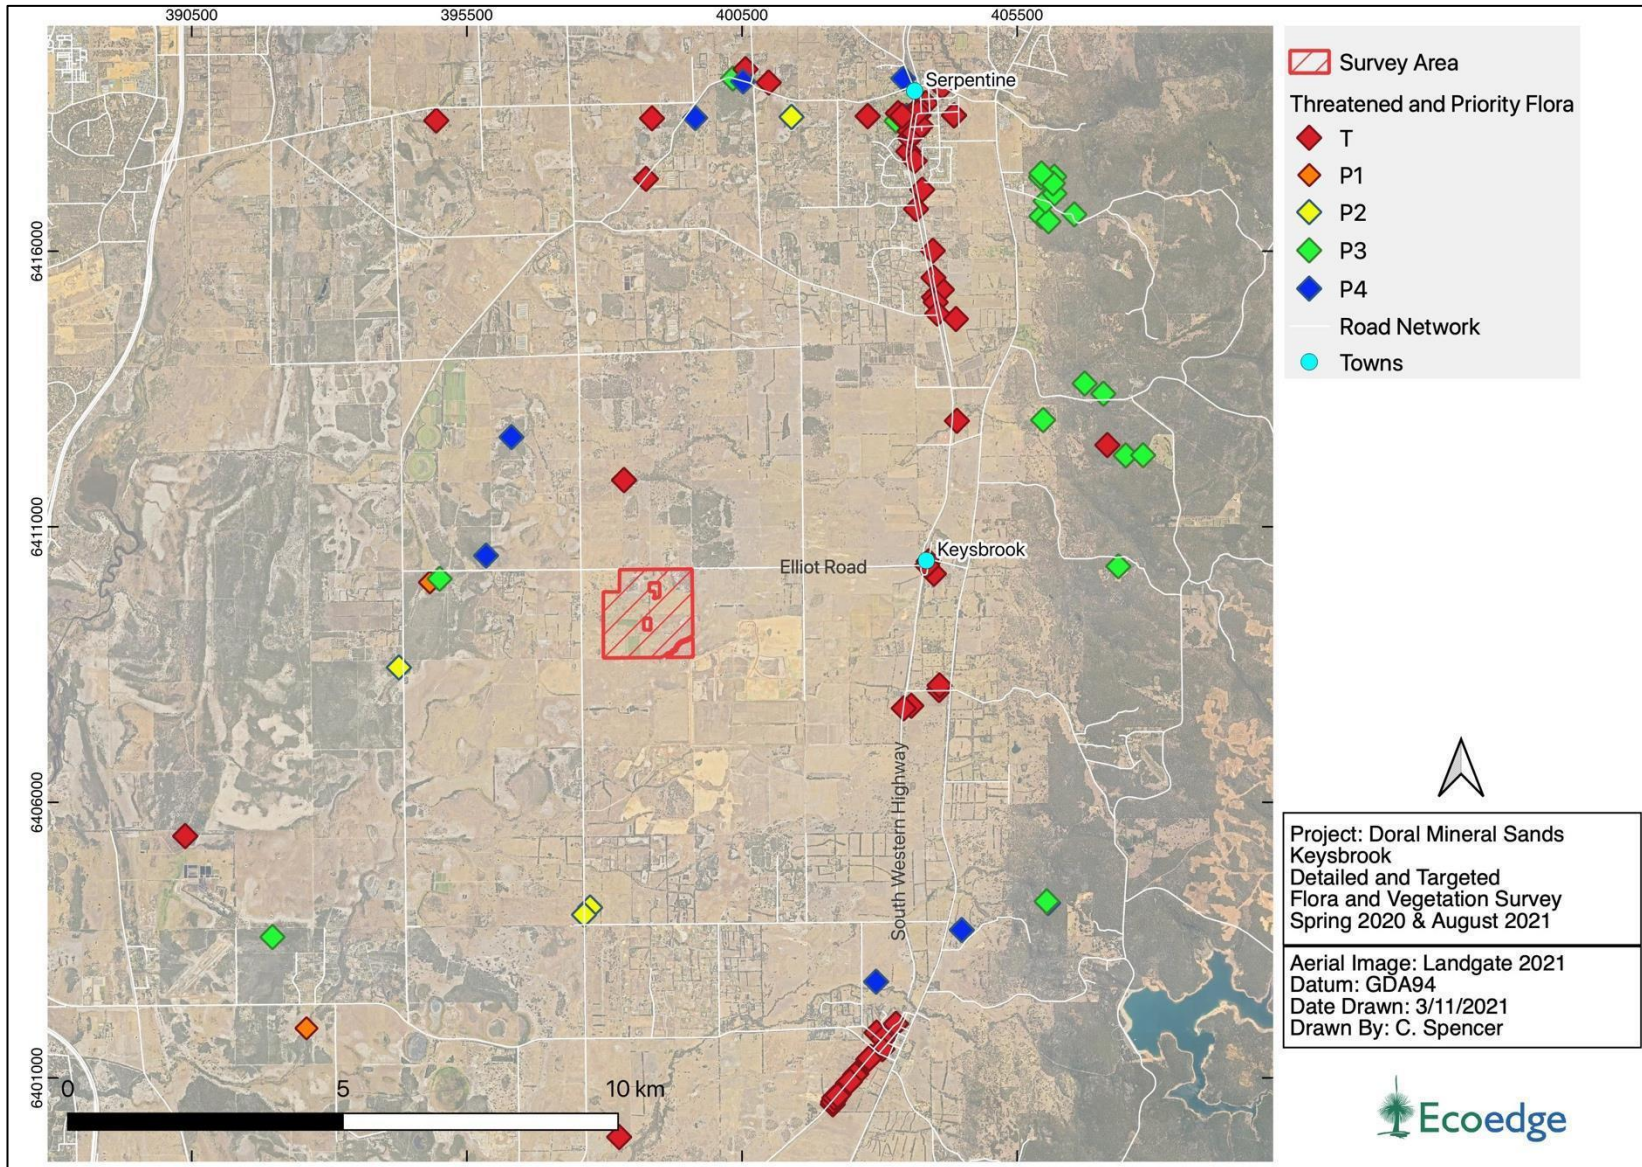 390500
395500
400500
405500
6416000
6411000
6406000
6401000
Serpentine
Keysbrook
Elliot Road
South Western Highway
0
5
10 km
Survey Area
Threatened and Priority Flora
T
P1
P2
P3
P4
Road Network
Towns
Project: Doral Mineral Sands
Keysbrook
Detailed and Targeted
Flora and Vegetation Survey
Spring 2020 & August 2021
Aerial Image: Landgate 2021
Datum: GDA94
Date Drawn: 3/11/2021
Drawn By: C. Spencer
Ecoedge